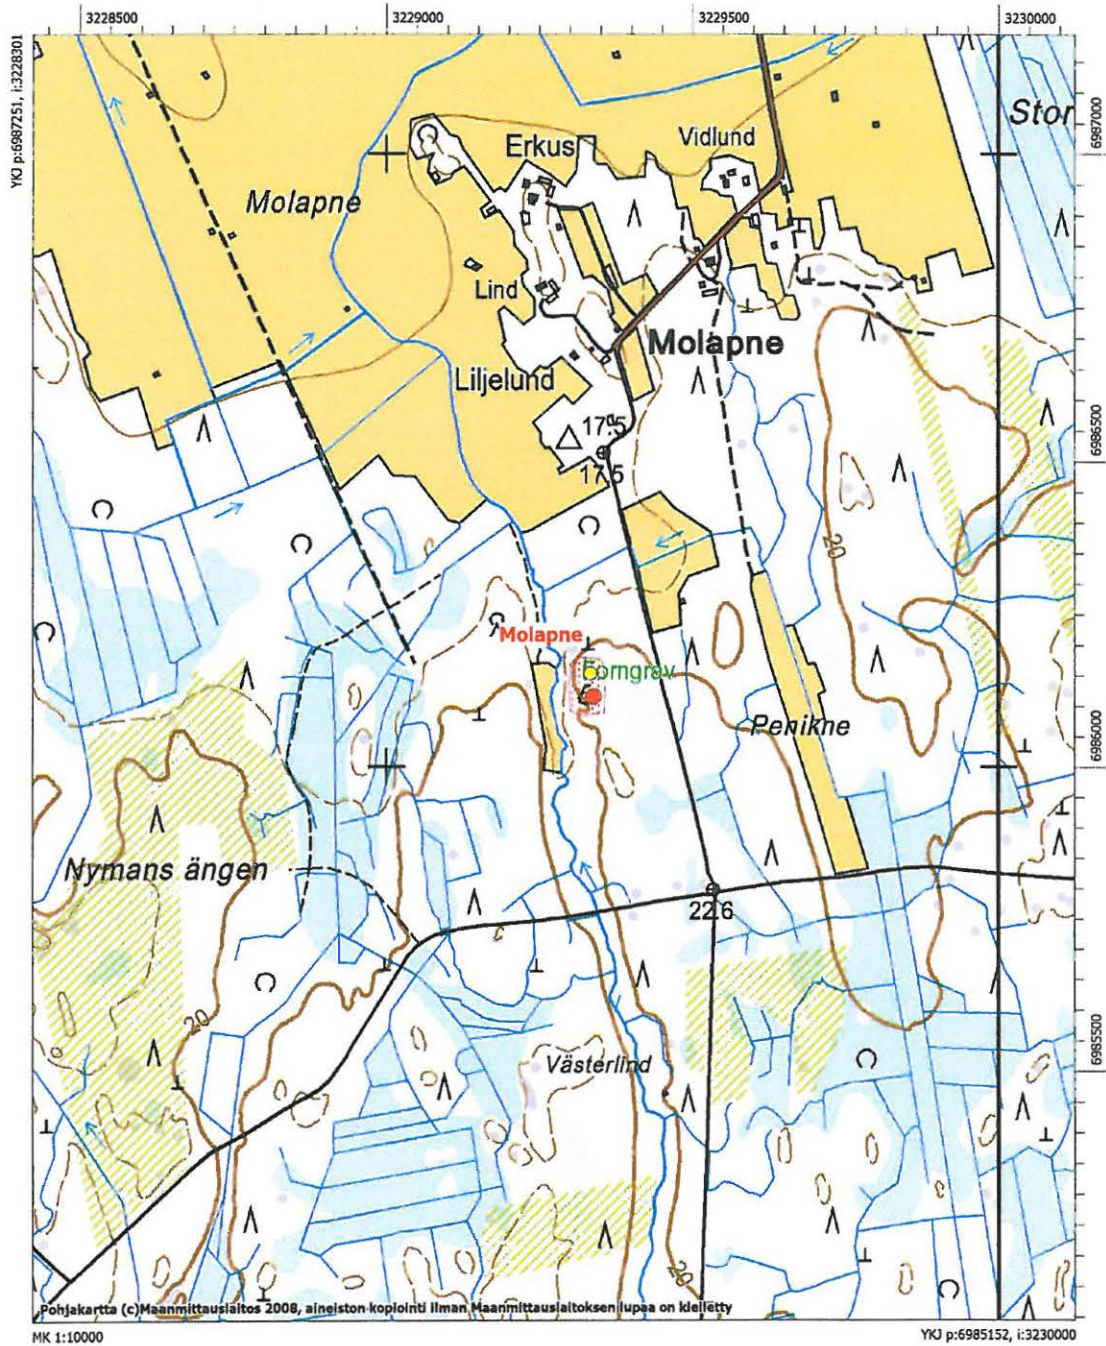 3228500
3229000
3229500
3230000
YKJ p:6987251, i:3228301
Stor
6987000
Erkus
Vidlund
Molapne
Lind
Molapne
Liljelund
17.5
17.5
6986500
20
Molapne
Forngrav
Penikne
6986000
Nymans ängen
22.6
20
Västerlind
6985500
20
Pohjakartta (c)Maanmittauslaitos 2008, aineiston kopiointi ilman Maanmittauslaitoksen lupaa on kielletty
MK 1:10000
YKJ p:6985152, i:3230000